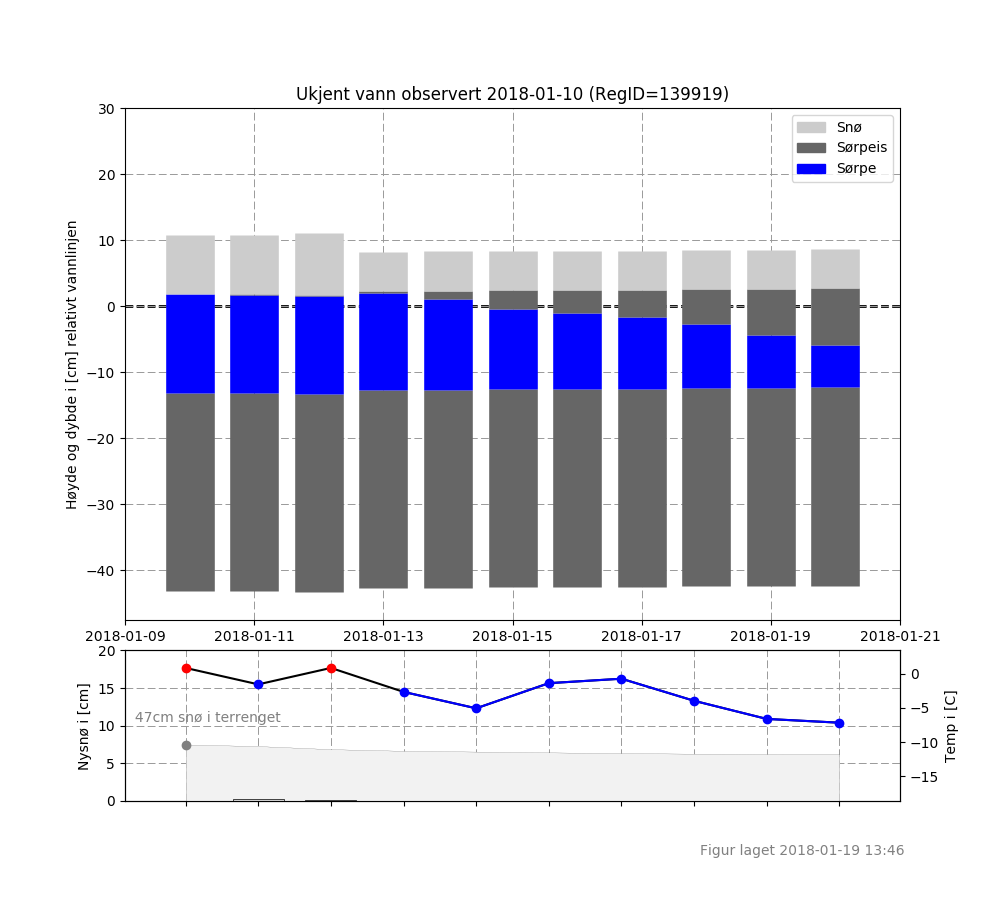 Ukjent vann observert 2018-01-10 (RegID=139919)
Høyde og dybde i [cm] relativt vannlinjen
30
20
10
0
−10
−20
−30
−40
Snø
Sørpeis
Sørpe
2018-01-09 2018-01-11 2018-01-13 2018-01-15 2018-01-17 2018-01-19 2018-01-21
Nysnø i [cm]
20
15
10
5
0
47cm snø i terrenget
0
−5
−10
−15
Temp i [C]
Figur laget 2018-01-19 13:46